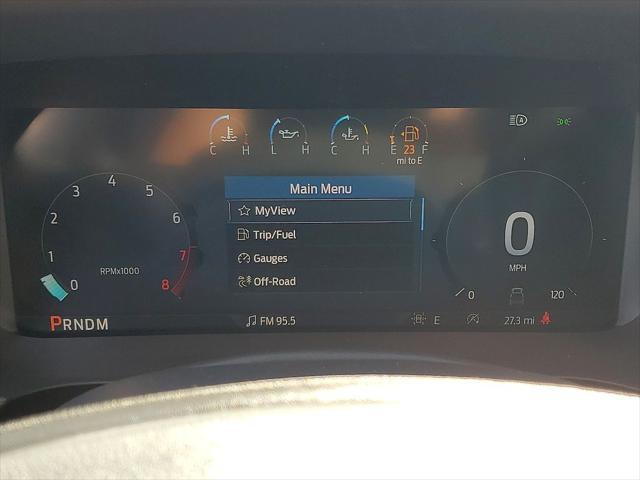 A
C H L H C H E F
23
mi to E
Main Menu
MyView
Trip/Fuel
Gauges
Off-Road
0 1 2 3 4 5 6 7 8
RPMx1000
0
MPH
0 120
PRNDM
FM 95.5
E
27.3 mi